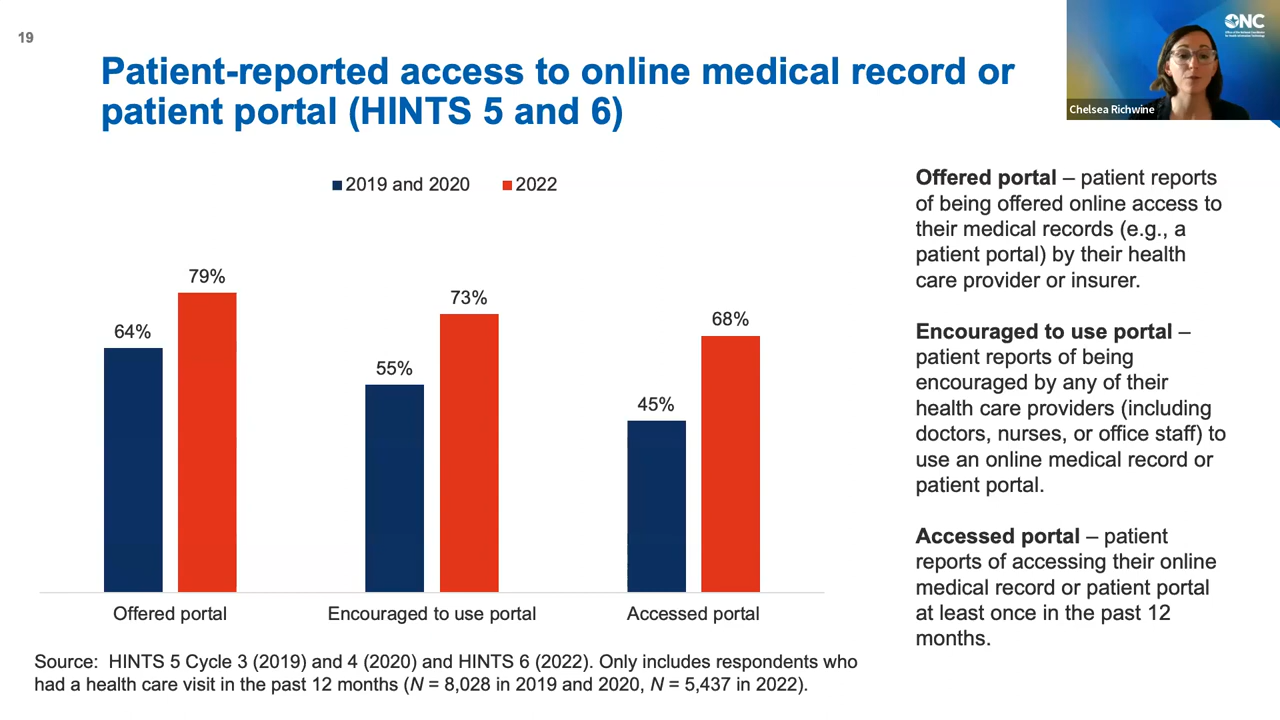 19
Patient-reported access to online medical record or
patient portal (HINTS 5 and 6)
ONC
Chelsea Richwine
2019 and 2020
2022
64%
79%
55%
73%
45%
68%
Offered portal
Encouraged to use portal
Accessed portal
Source: HINTS 5 Cycle 3 (2019) and 4 (2020) and HINTS 6 (2022). Only includes respondents who
had a health care visit in the past 12 months (N = 8,028 in 2019 and 2020, N = 5,437 in 2022).
Offered portal – patient reports
of being offered online access to
their medical records (e.g., a
patient portal) by their health
care provider or insurer.
Encouraged to use portal –
patient reports of being
encouraged by any of their
health care providers (including
doctors, nurses, or office staff) to
use an online medical record or
patient portal.
Accessed portal – patient
reports of accessing their online
medical record or patient portal
at least once in the past 12
months.